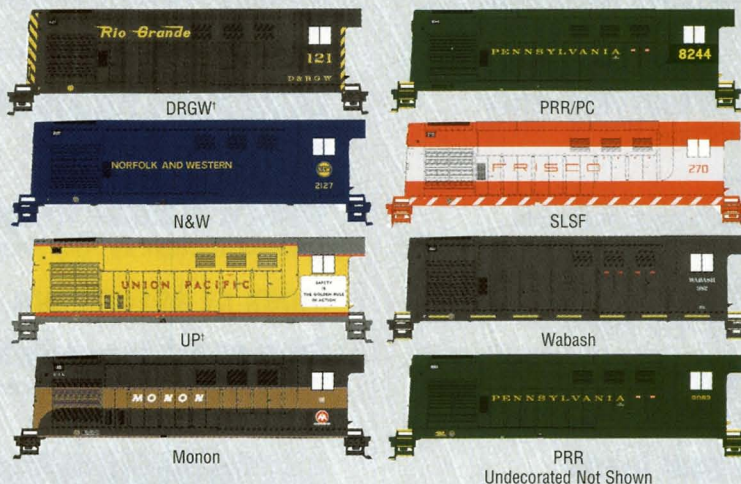 Rio Grande
121
D&RGW
DRGW†
PENNSYLVANIA
8244
PRR/PC
NORFOLK AND WESTERN
2127
N&W
FRISCO
270
SLSF
UNION PACIFIC
SAFETY
IS
THE GOLDEN RULE
IN ACTION
UP†
WABASH
Wabash
MONON
Monon
PENNSYLVANIA
PRR
Undecorated Not Shown